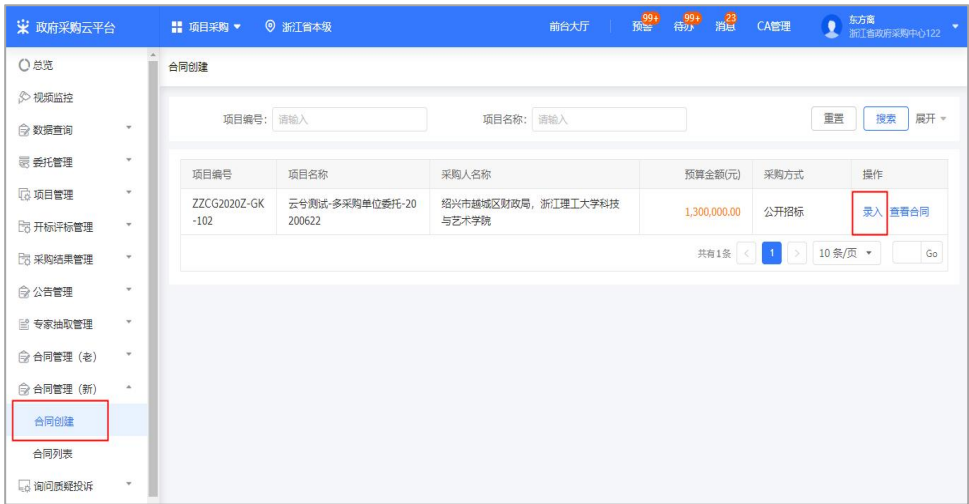 政府采购云平台
项目采购
浙江省本级
前台大厅
预警
99+
待办
99+
消息
23
CA管理
东方窗
浙江省政府采购中心122
总览
视频监控
数据查询
委托管理
项目管理
开标评标管理
采购结果管理
公告管理
专家抽取管理
合同管理（老）
合同管理（新）
合同创建
合同列表
询问质疑投诉
合同创建
项目编号： 请输入
项目名称： 请输入
重置
搜索
展开
项目编号 项目名称 采购人名称 预算金额(元) 采购方式 操作
ZZCG2020Z-GK
-102
云兮测试-多采购单位委托-20
200622
绍兴市越城区财政局，浙江理工大学科技
与艺术学院
1,300,000.00
公开招标
录入 查看合同
共有1条 < 1 > 10 条/页 Go